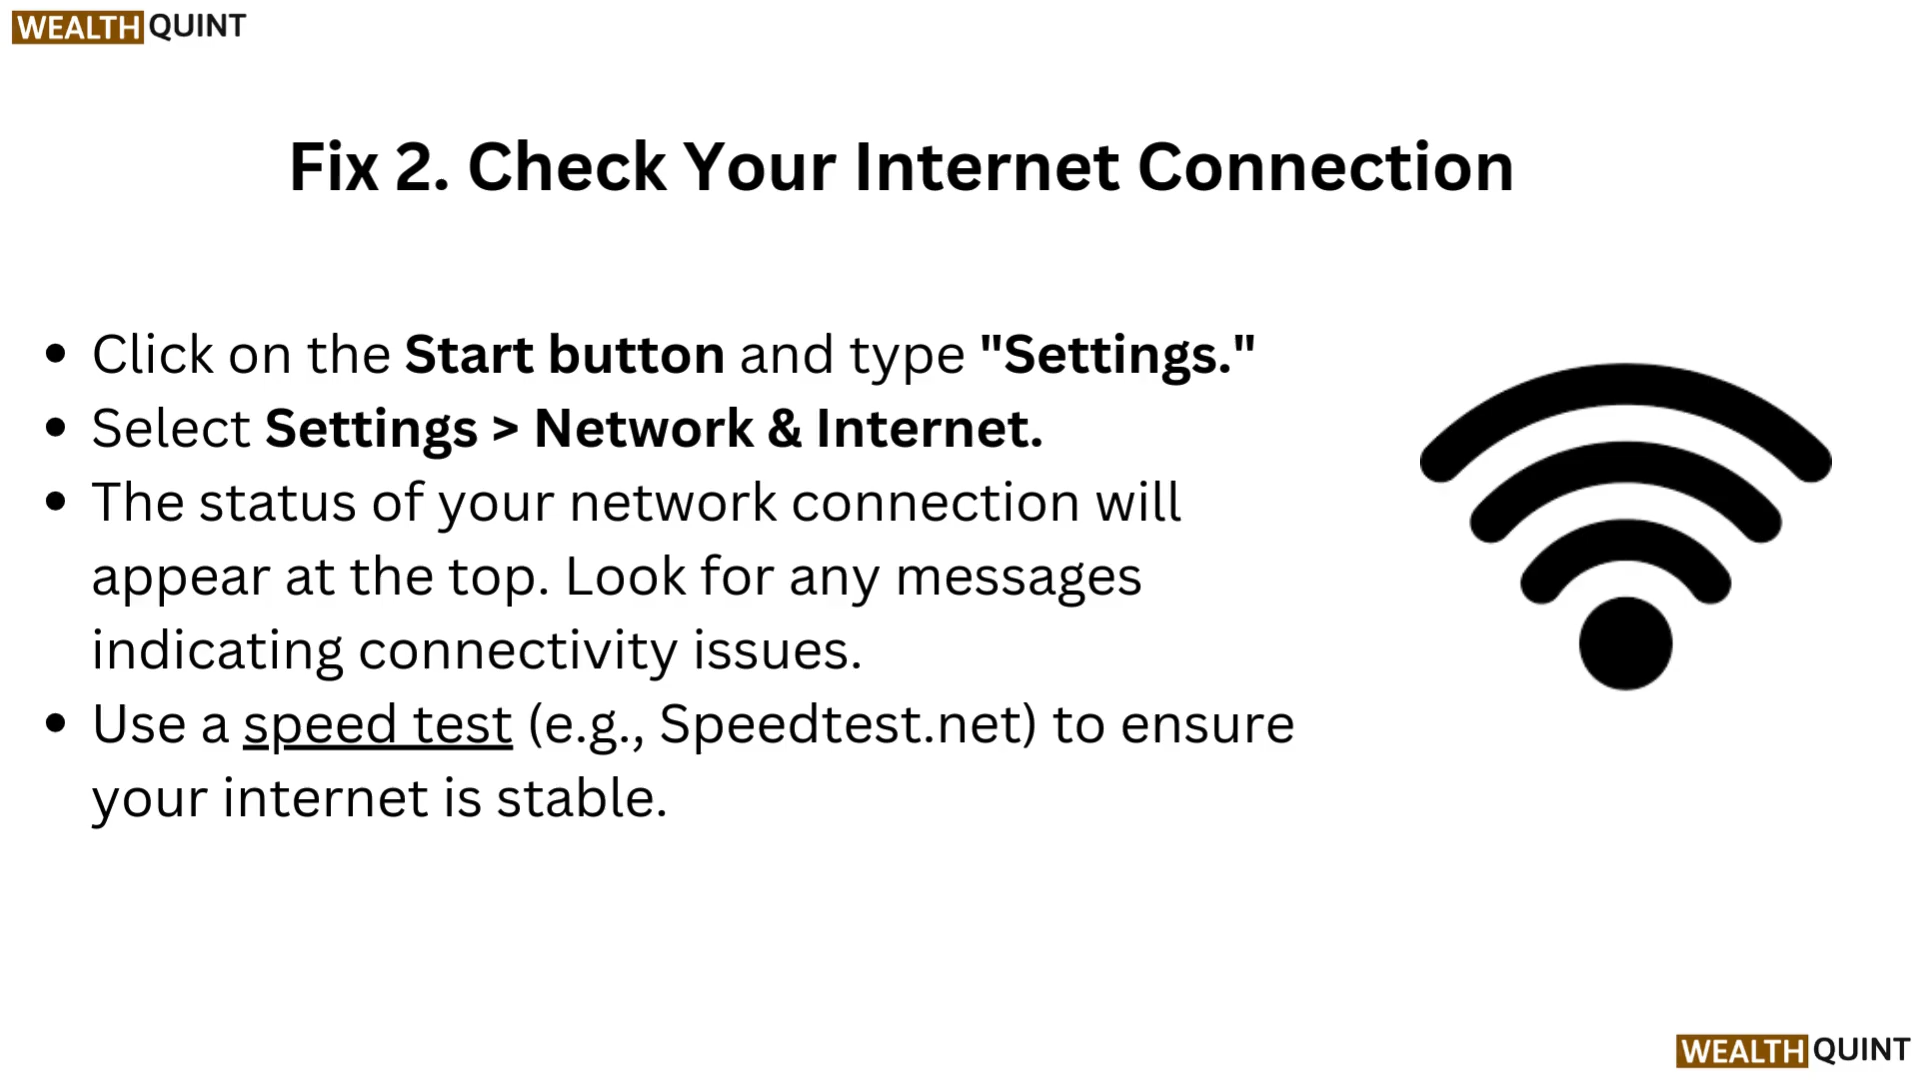 WEALTH QUINT
Fix 2. Check Your Internet Connection
• Click on the Start button and type "Settings."
• Select Settings > Network & Internet.
• The status of your network connection will
appear at the top. Look for any messages
indicating connectivity issues.
• Use a speed test (e.g., Speedtest.net) to ensure
your internet is stable.
WEALTH QUINT